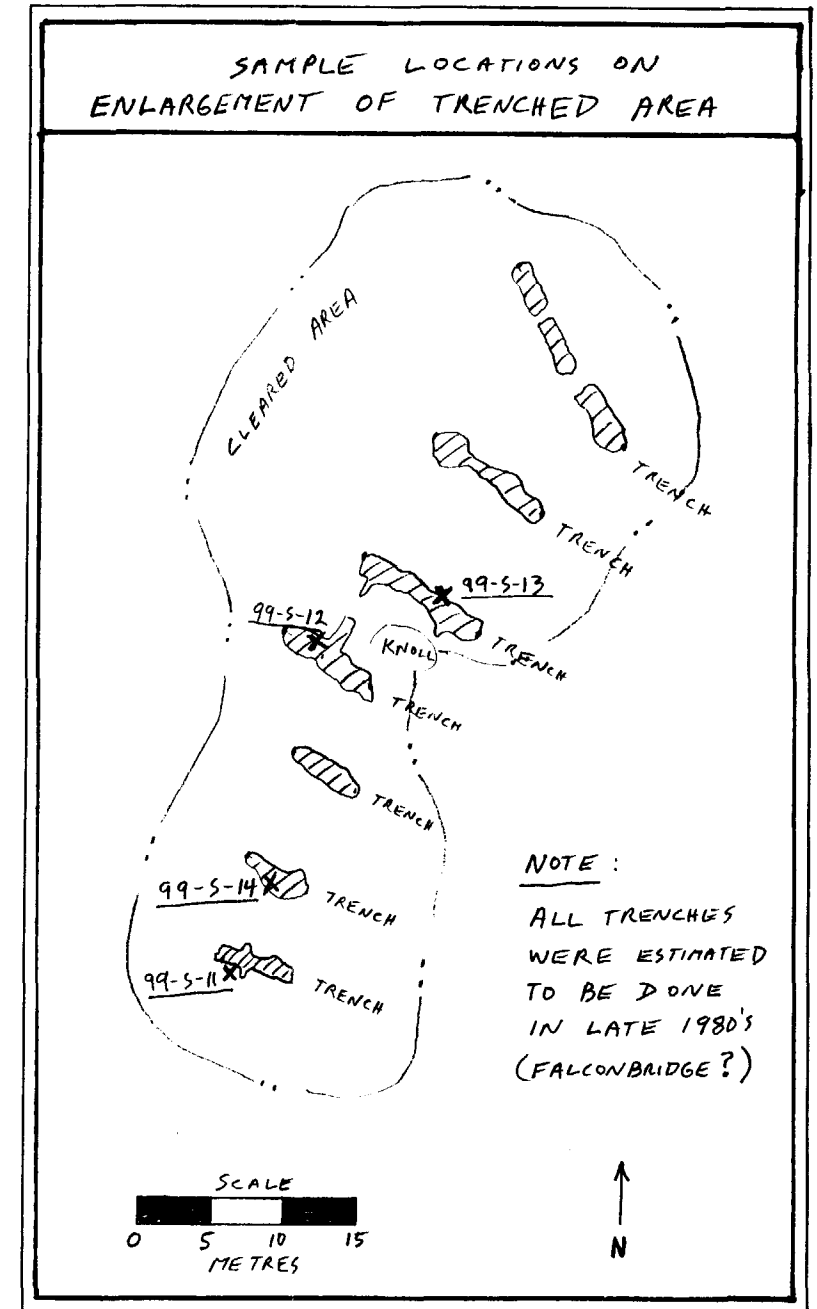 SAMPLE LOCATIONS ON
ENLARGEMENT OF TRENCHED AREA
CLEARED AREA
TRENCH
TRENCH
99-S-13
99-S-12
KNOLL
TRENCH
TRENCH
TRENCH
99-S-14
TRENCH
99-S-11
TRENCH
NOTE :
ALL TRENCHES
WERE ESTIMATED
TO BE DONE
IN LATE 1980'S
(FALCONBRIDGE?)
SCALE
0 5 10 15
METRES
N